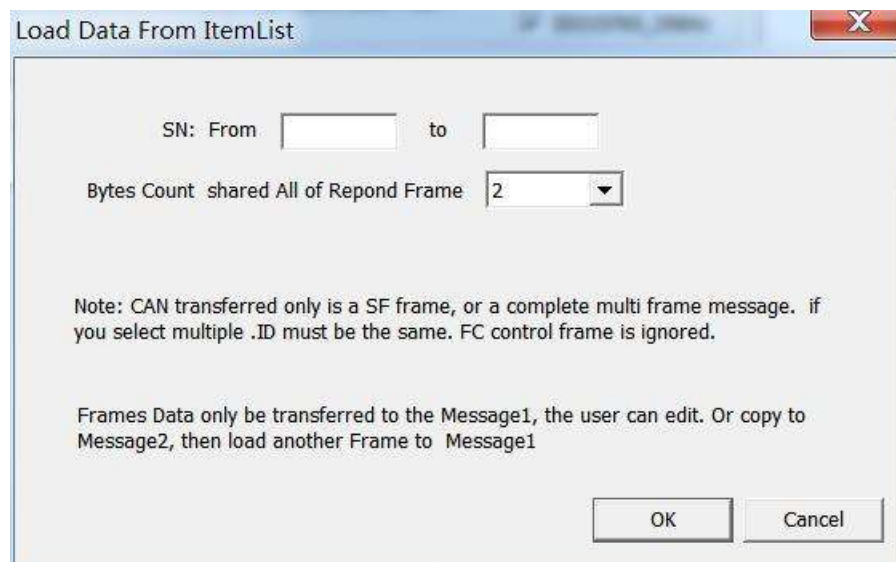 Load Data From ItemList
SN: From to
Bytes Count shared All of Repond Frame 2
Note: CAN transferred only is a SF frame, or a complete multi frame message. if
you select multiple .ID must be the same. FC control frame is ignored.
Frames Data only be transferred to the Message1, the user can edit. Or copy to
Message2, then load another Frame to Message1
OK Cancel